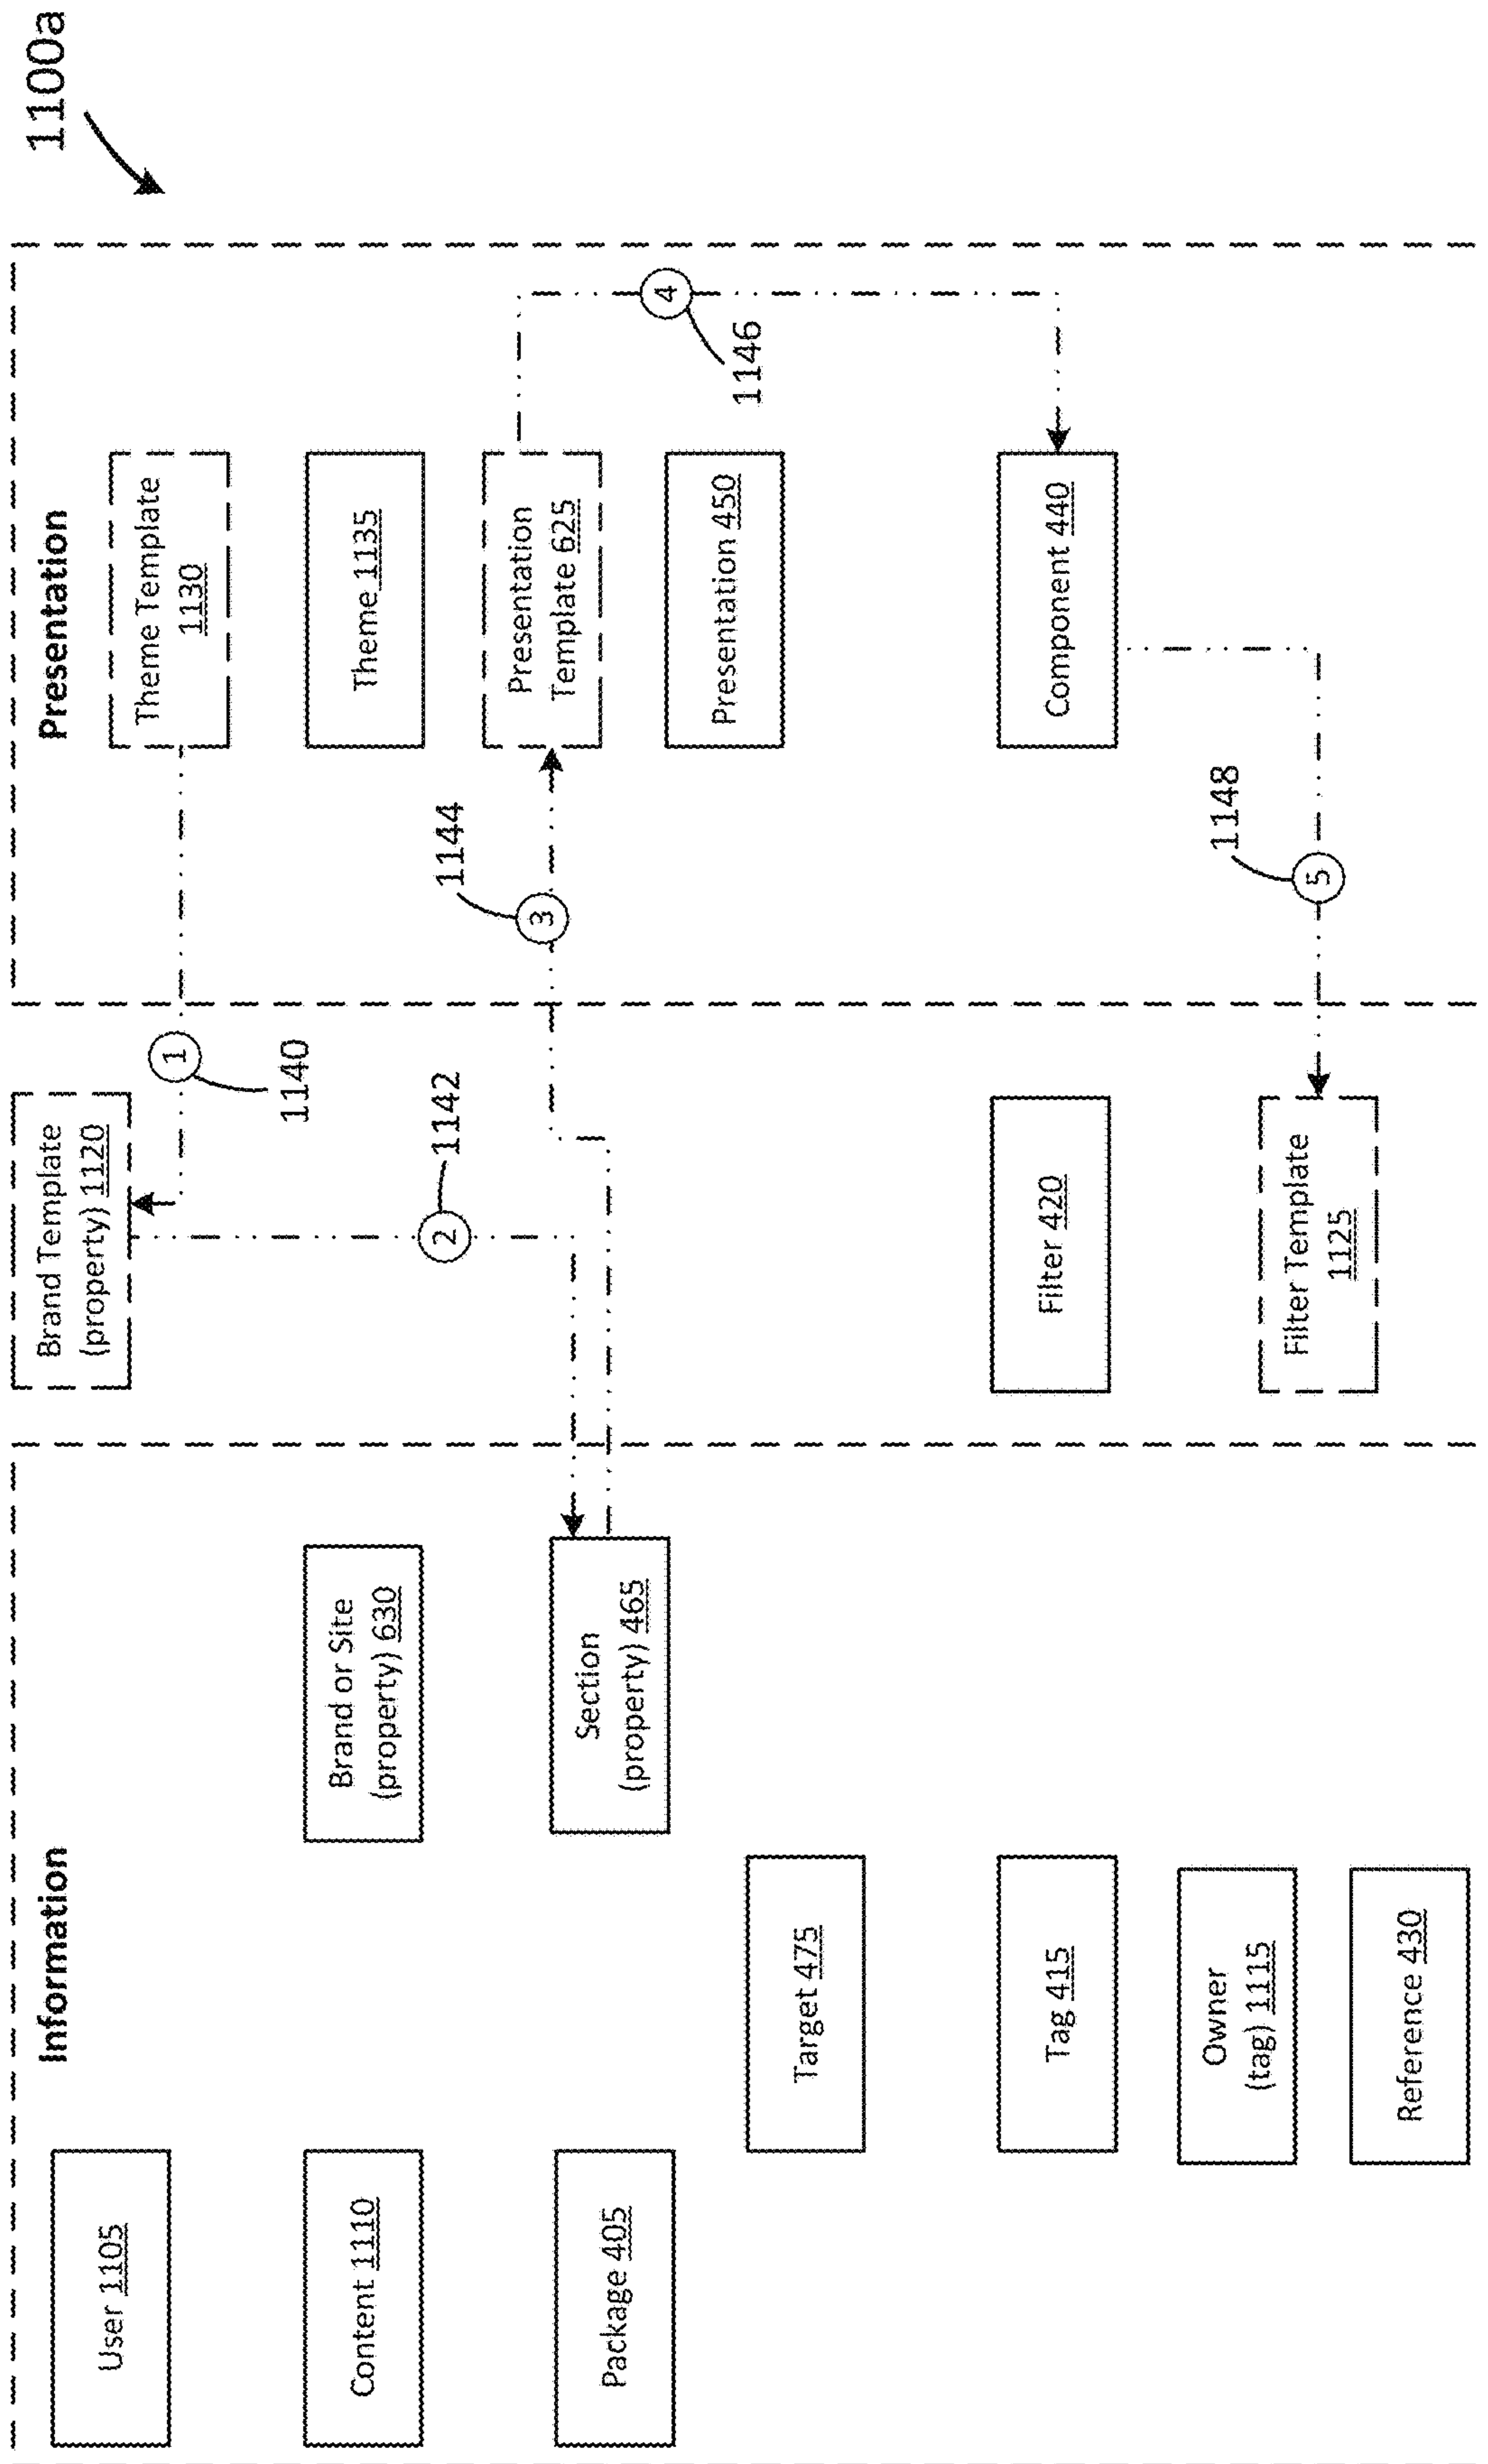 1100a
Information
Presentation
User 1105
Content 1110
Package 405
Target 475
Tag 415
Owner
(tag) 1115
Reference 430
Brand or Site
(property) 630
Section
(property) 465
Brand Template
(property) 1120
1
1140
2
1142
Filter 420
Filter Template
1125
3
1144
5
1148
Theme Template
1130
Theme 1135
Presentation
Template 625
Presentation 450
Component 440
4
1146